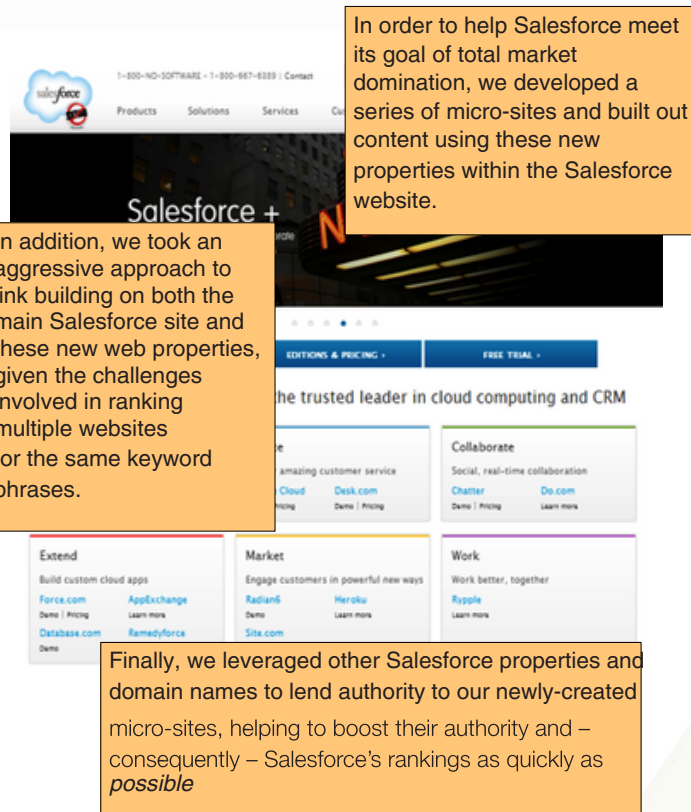 In order to help Salesforce meet
its goal of total market
domination, we developed a
series of micro-sites and built out
content using these new
properties within the Salesforce
website.
1-800-NO-SOFTWARE - 1-800-667-6389 | Contact
salesforce
Products Solutions Services
Salesforce +
n addition, we took an
aggressive approach to
ink building on both the
main Salesforce site and
hese new web properties,
given the challenges
nvolved in ranking
multiple websites
or the same keyword
phrases.
EDITIONS & PRICING › FREE TRIAL ›
he trusted leader in cloud computing and CRM
amazing customer service
Cloud Desk.com
Pricing Demo | Pricing
Collaborate
Social, real-time collaboration
Chatter Do.com
Demo | Pricing Learn more
Extend
Build custom cloud apps
Force.com AppExchange
Demo | Pricing Learn more
Database.com Remedyforce
Demo
Market
Engage customers in powerful new ways
Radian6 Heroku
Demo Learn more
Site.com
Work
Work better, together
Rypple
Learn more
Finally, we leveraged other Salesforce properties and
domain names to lend authority to our newly-created
micro-sites, helping to boost their authority and –
consequently – Salesforce's rankings as quickly as
possible